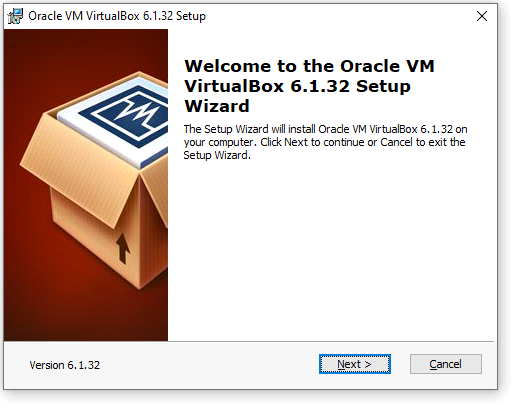 Oracle VM VirtualBox 6.1.32 Setup
Welcome to the Oracle VM
VirtualBox 6.1.32 Setup
Wizard
The Setup Wizard will install Oracle VM VirtualBox 6.1.32 on
your computer. Click Next to continue or Cancel to exit the
Setup Wizard.
Version 6.1.32
Next >
Cancel